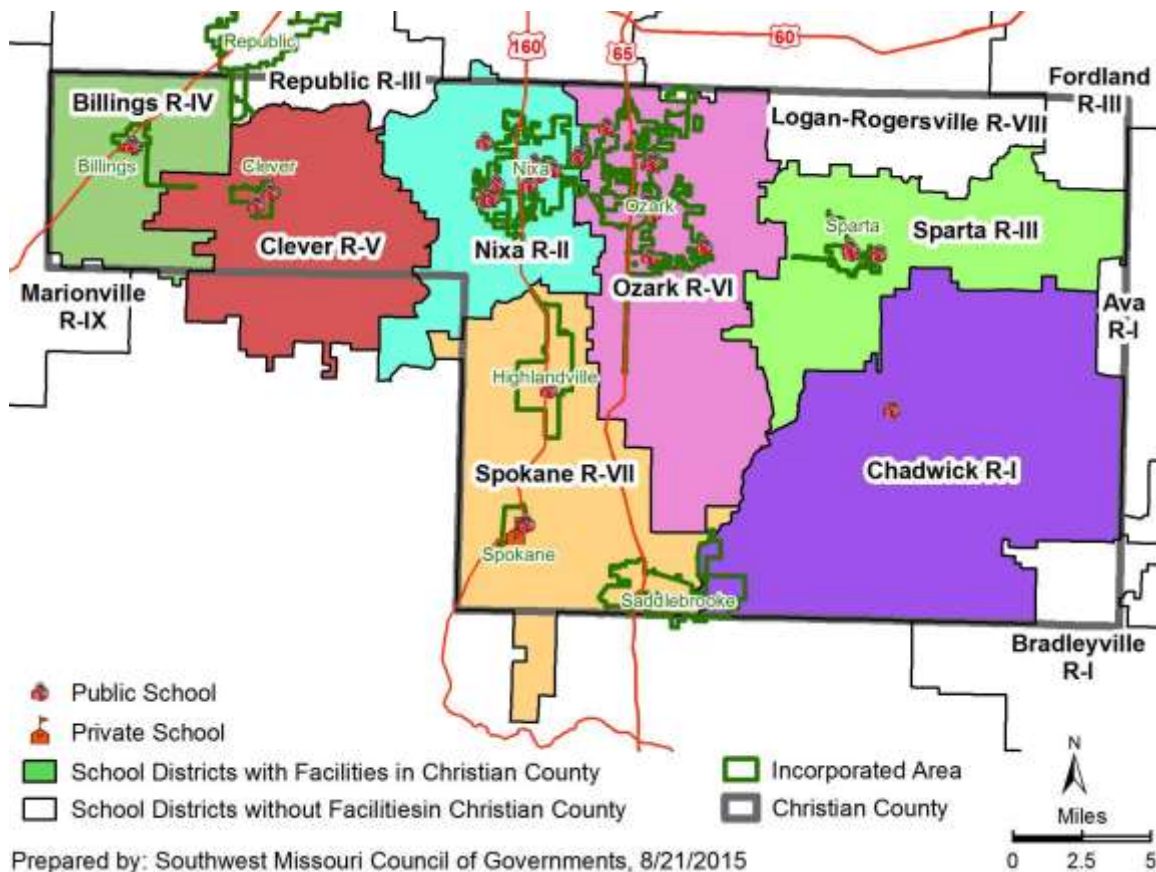 Republic
160
65
60
Republic R-III
Fordland
R-III
Billings R-IV
Logan-Rogersville R-VIII
Billings
Clever
Nixa
Ozark
Sparta
Sparta R-III
Clever R-V
Nixa R-II
Ozark R-VI
Marionville
R-IX
Ava
R-I
Highlandville
Spokane R-VII
Chadwick R-I
Spokane
Saddlebrooke
Bradleyville
R-I
Public School
Private School
School Districts with Facilities in Christian County
School Districts without Facilitiesin Christian County
Incorporated Area
Christian County
N
Miles
0 2.5 5
Prepared by: Southwest Missouri Council of Governments, 8/21/2015